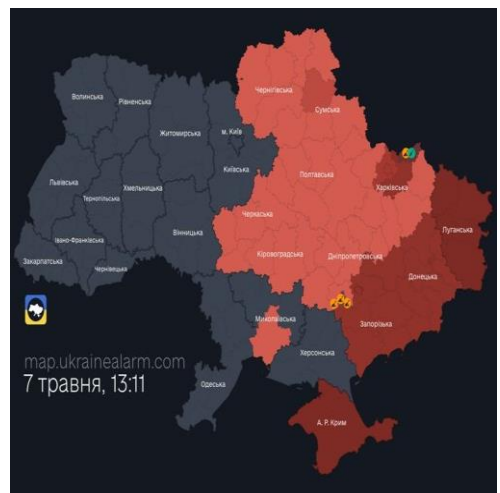 Волинська
Рівненська
Житомирська
м. Київ
Київська
Чернігівська
Сумська
Львівська
Тернопільська
Хмельницька
Вінницька
Івано-Франківська
Закарпатська
Чернівецька
Черкаська
Полтавська
Харківська
Луганська
Кіровоградська
Дніпропетровська
Донецька
Запорізька
Миколаївська
Херсонська
Одеська
А. Р. Крим
map.ukrainealarm.com
7 травня, 13:11